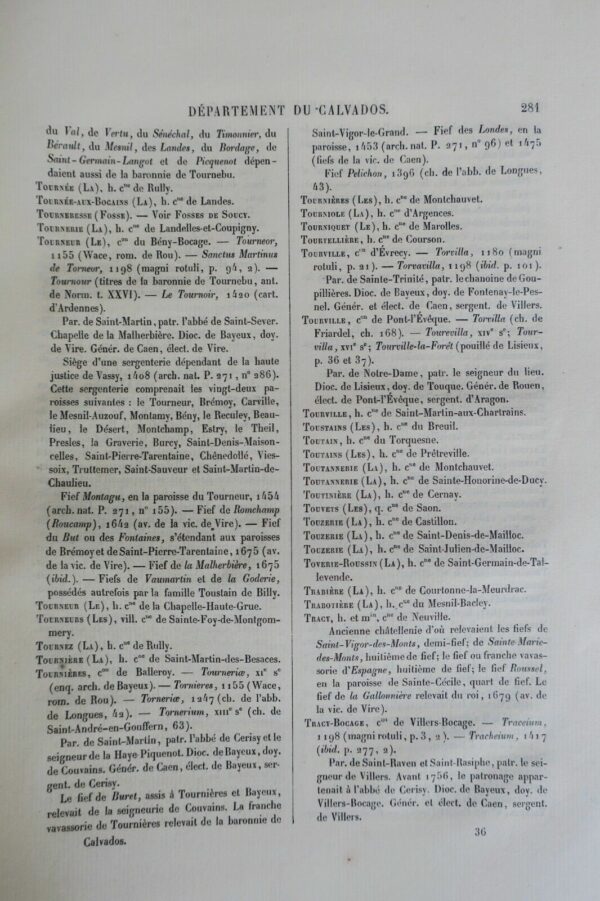 DÉPARTEMENT DU CALVADOS. 281
du Val, de Vertu, du Sénéchal, du Timonnier, du
Bérault, du Mesnil, des Landes, du Bordage, de
Saint-Germain-Langot et de Picquenot dépen-
daient aussi de la baronnie de Tournebu.
TOURNÉE (LA), h. cne de Rully.
TOURNÉE-AUX-BOCAINS (LA), h. cne de Landes.
TOURNERESSE (FOSSE). — Voir FOSSES DE SOUCY.
TOURNERIE (LA), h. cne de Landelles-et-Coupigny.
TOURNEUR (LE), cne du Bény-Bocage. — Tourneor,
1155 (Wace, rom. de Rou). — Sanctus Martinus
de Torneor, 1198 (magni rotuli, p. 94, 2). —
Tournour (titres de la baronnie de Tournebu, ant.
de Norm. t. XXVI). — Le Tournoir, 1420 (cart.
d'Ardennes).
Par. de Saint-Martin, patr. l'abbé de Saint-Sever.
Chapelle de la Malherbière. Dioc. de Bayeux, doy.
de Vire. Génér. de Caen, élect. de Vire.
Siége d'une sergenterie dépendant de la haute
justice de Vassy, 1408 (arch. nat. P. 271, n° 286).
Cette sergenterie comprenait les vingt-deux pa-
roisses suivantes : le Tourneur, Brémoy, Carville,
le Mesnil-Auzouf, Montamy, Bény, le Reculey, Beau-
lieu, le Désert, Montchamp, Estry, le Theil,
Presles, la Graverie, Burcy, Saint-Denis-Maison-
celles, Saint-Pierre-Tarentaine, Chênedollé, Vies-
soix, Truttemer, Saint-Sauveur et Saint-Martin-de-
Chaulieu.
Fief Montagu, en la paroisse du Tourneur, 1454
(arch. nat. P. 271, n° 155). — Fief de Romchamp
(Roucamp), 1642 (av. de la vic. de Vire). — Fief
du But ou des Fontaines, s'étendant aux paroisses
de Brémoy et de Saint-Pierre-Tarentaine, 1675 (av.
de la vic. de Vire). — Fief de la Malherbière, 1675
(ibid.). — Fiefs de Vaumartin et de la Goderie,
possédés autrefois par la famille Toustain de Billy.
TOURNEUR (LE), h. cne de la Chapelle-Haute-Grue.
TOURNEURS (LES), vill. cne de Sainte-Foy-de-Montgom-
mery.
TOURNEZ (LA), h. cne de Rully.
TOURNIÈRE (LA), h. cne de Saint-Martin-des-Besaces.
TOURNIÈRES, cne de Balleroy. — Tourneriæ, XIe se
(enq. arch. de Bayeux). — Tornieres, 1155 (Wace,
rom. de Rou). — Torneriæ, 1247 (ch. de l'abb.
de Longues, 42). — Tornerium, XIIIe se (ch. de
Saint-André-en-Gouffern, 63).
Par. de Saint-Martin, patr. l'abbé de Cerisy et le
seigneur de la Haye-Piquenot. Dioc. de Bayeux, doy.
de Couvains. Génér. de Caen, élect. de Bayeux, ser-
gent. de Cerisy.
Le fief de Buret, assis à Tournières et Bayeux,
relevait de la seigneurie de Couvains. La franche
vavassorie de Tournières relevait de la baronnie de
Calvados.
Saint-Vigor-le-Grand. — Fief des Londes, en la
paroisse, 1453 (arch. nat. P. 271, n° 96) et 1475
(fiefs de la vic. de Caen).
Fief Pelichon, 1396 (ch. de l'abb. de Longues,
43).
TOURNIÈRES (LES), h. cne de Montchauvet.
TOURNIOLE (LA), h. cne d'Argences.
TOURNIQUET (LE), h. cne de Marolles.
TOURTELLIÈRE, h. cne de Courson.
TOURVILLE, cne d'Évrecy. — Torvilla, 1180 (magni
rotuli, p. 21). — Toreavilla, 1198 (ibid. p. 101).
Par. de Sainte-Trinité, patr. le chanoine de Gou-
pillières. Dioc. de Bayeux, doy. de Fontenay-le-Pes-
nel. Génér. et élect. de Caen, sergent. de Villers.
TOURVILLE, cne de Pont-l'Évêque. — Torvilla (ch. de
Friardel, ch. 168). — Tourevilla, XIVe se; Tour-
villa, XVIe se; Tourville-la-Forêt (pouillé de Lisieux,
p. 36 et 37).
Par. de Notre-Dame, patr. le seigneur du lieu.
Dioc. de Lisieux, doy. de Touque. Génér. de Rouen,
élect. de Pont-l'Évêque, sergent. d'Aragon.
TOURVILLE, h. cne de Saint-Martin-aux-Chartrains.
TOUSTAINS (LES), h. cne du Breuil.
TOUTAIN, h. cne du Torquesne.
TOUTAINS (LES), h. cne de Prêtreville.
TOUTANNERIE (LA), h. cne de Montchauvet.
TOUTANNERIE (LA), h. cne de Sainte-Honorine-de-Ducy.
TOUTINIÈRE (LA), h. cne de Cernay.
TOUVETS (LES), q. cne de Saon.
TOUZERIE (LA), h. cne de Castillon.
TOUZERIE (LA), h. cne de Saint-Denis-de-Mailloc.
TOUZERIE (LA), h. cne de Saint-Julien-de-Mailloc.
TOVERIE-ROUSSIN (LA), h. cne de Saint-Germain-de-Tal-
levende.
TRABIÈRE (LA), h. cne de Courtonne-la-Meurdrac.
TRABOTIÈRE (LA), h. cne du Mesnil-Bacley.
TRACY, h. et min, cne de Neuville.
Ancienne châtellenie d'où relevaient les fiefs de
Saint-Vigor-des-Monts, demi-fief; de Sainte-Marie-
des-Monts, huitième de fief; le fief ou franche vavas-
sorie d'Espagne, huitième de fief; le fief Roussel,
en la paroisse de Sainte-Cécile, quart de fief. Le
fief de la Gallonnière relevait du roi, 1679 (av. de
la vic. de Vire).
TRACY-BOCAGE, cne de Villers-Bocage. — Traceium,
1198 (magni rotuli, p. 3, 2). — Tracheium, 1417
(ibid. p. 277, 2).
Par. de Saint-Raven et Saint-Rasiphe, patr. le sei-
gneur de Villers. Avant 1756, le patronage appar-
tenait à l'abbé de Cerisy. Dioc. de Bayeux, doy. de
Villers-Bocage. Génér. et élect. de Caen, sergent.
de Villers.
36